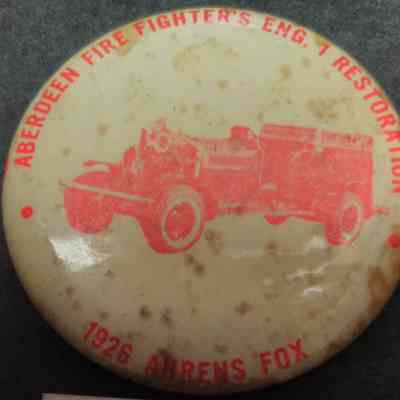 ABERDEEN FIRE FIGHTER'S ENG. 1 RESTORATION
1926 AHRENS FOX